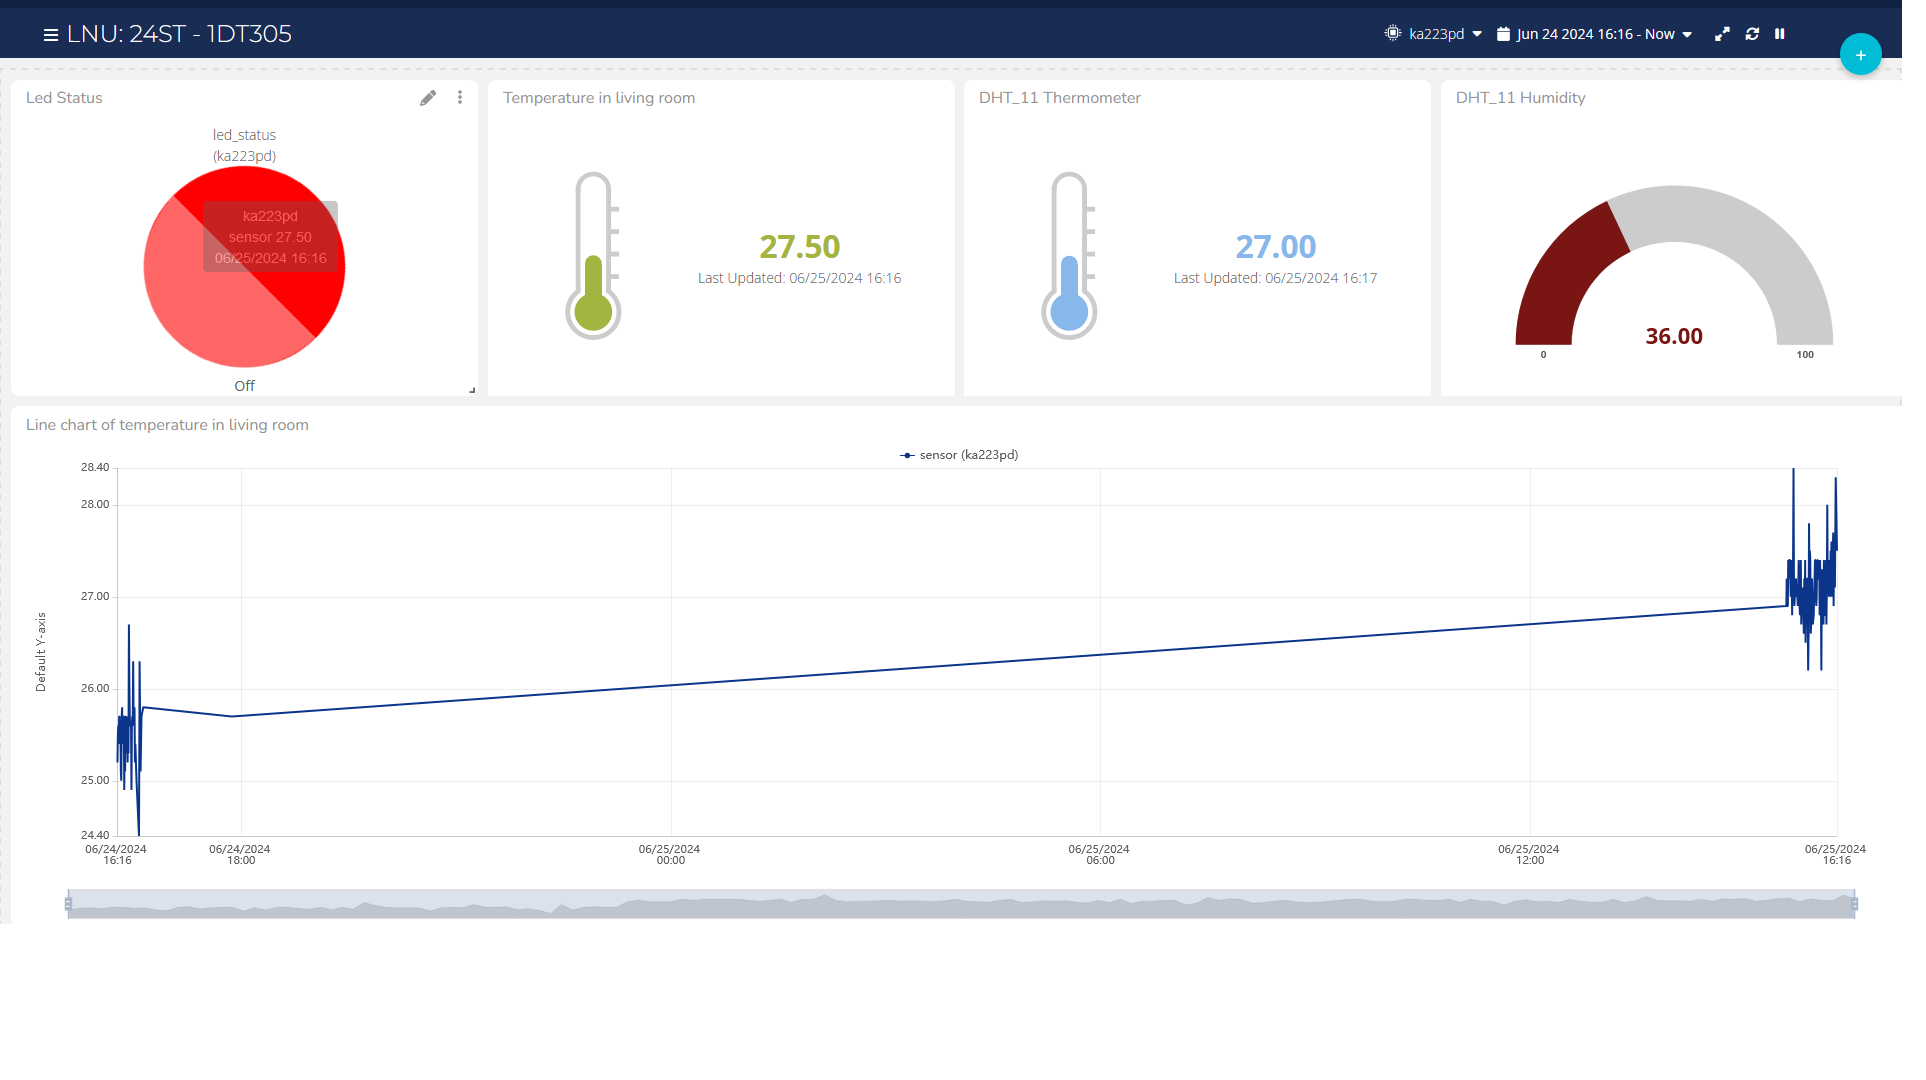 LNU: 24ST - 1DT305
ka223pd
Jun 24 2024 16:16 - Now
+
Led Status
led_status
(ka223pd)
ka223pd
sensor 27.50
06/25/2024 16:16
Off
Temperature in living room
27.50
Last Updated: 06/25/2024 16:16
DHT_11 Thermometer
27.00
Last Updated: 06/25/2024 16:17
DHT_11 Humidity
36.00
0
100
Line chart of temperature in living room
sensor (ka223pd)
Default Y-axis
28.40
28.00
27.00
26.00
25.00
24.40
06/24/2024
16:16
06/24/2024
18:00
06/25/2024
00:00
06/25/2024
06:00
06/25/2024
12:00
06/25/2024
16:16